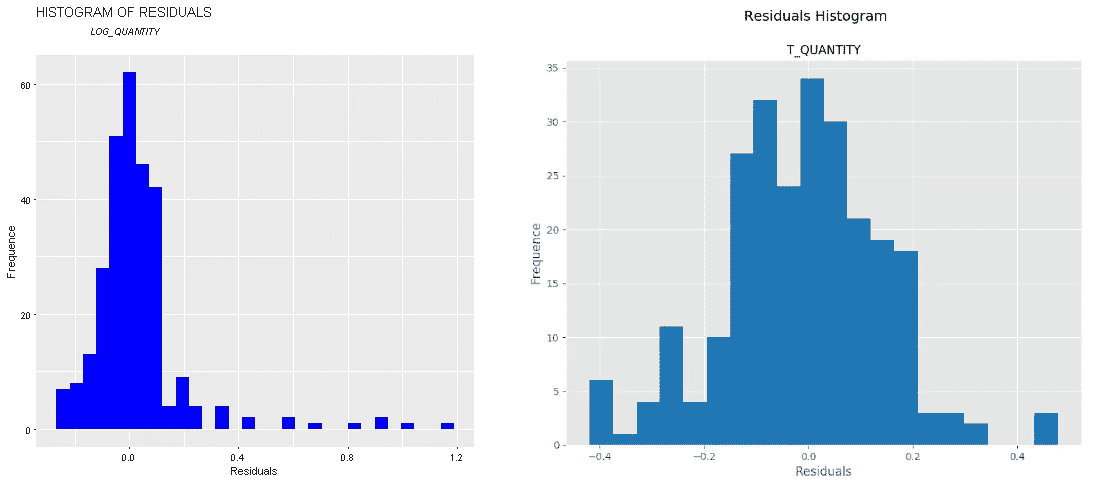 HISTOGRAM OF RESIDUALS
LOG_QUANTITY
60
40
20
0
Frequence
0.0 0.4 0.8 1.2
Residuals
Residuals Histogram
T_QUANTITY
35
30
25
20
15
10
5
0
Frequence
−0.4 −0.2 0.0 0.2 0.4
Residuals